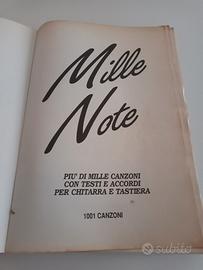 Mille
Note
PIU' DI MILLE CANZONI
CON TESTI E ACCORDI
PER CHITARRA E TASTIERA
1001 CANZONI
subito